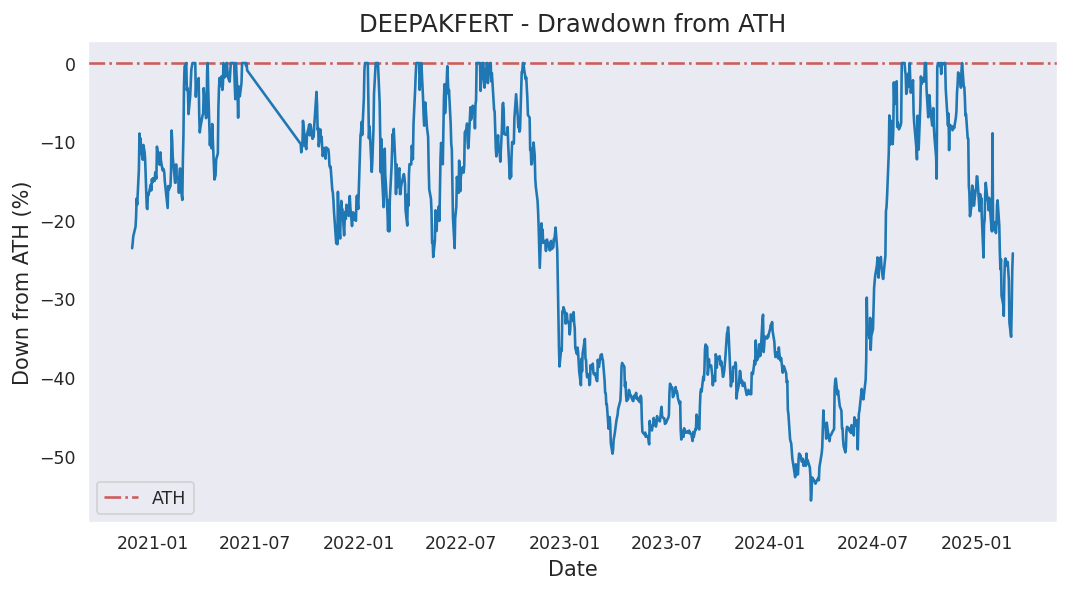 DEEPAKFERT - Drawdown from ATH
Down from ATH (%)
0
−10
−20
−30
−40
−50
ATH
2021-01 2021-07 2022-01 2022-07 2023-01 2023-07 2024-01 2024-07 2025-01
Date